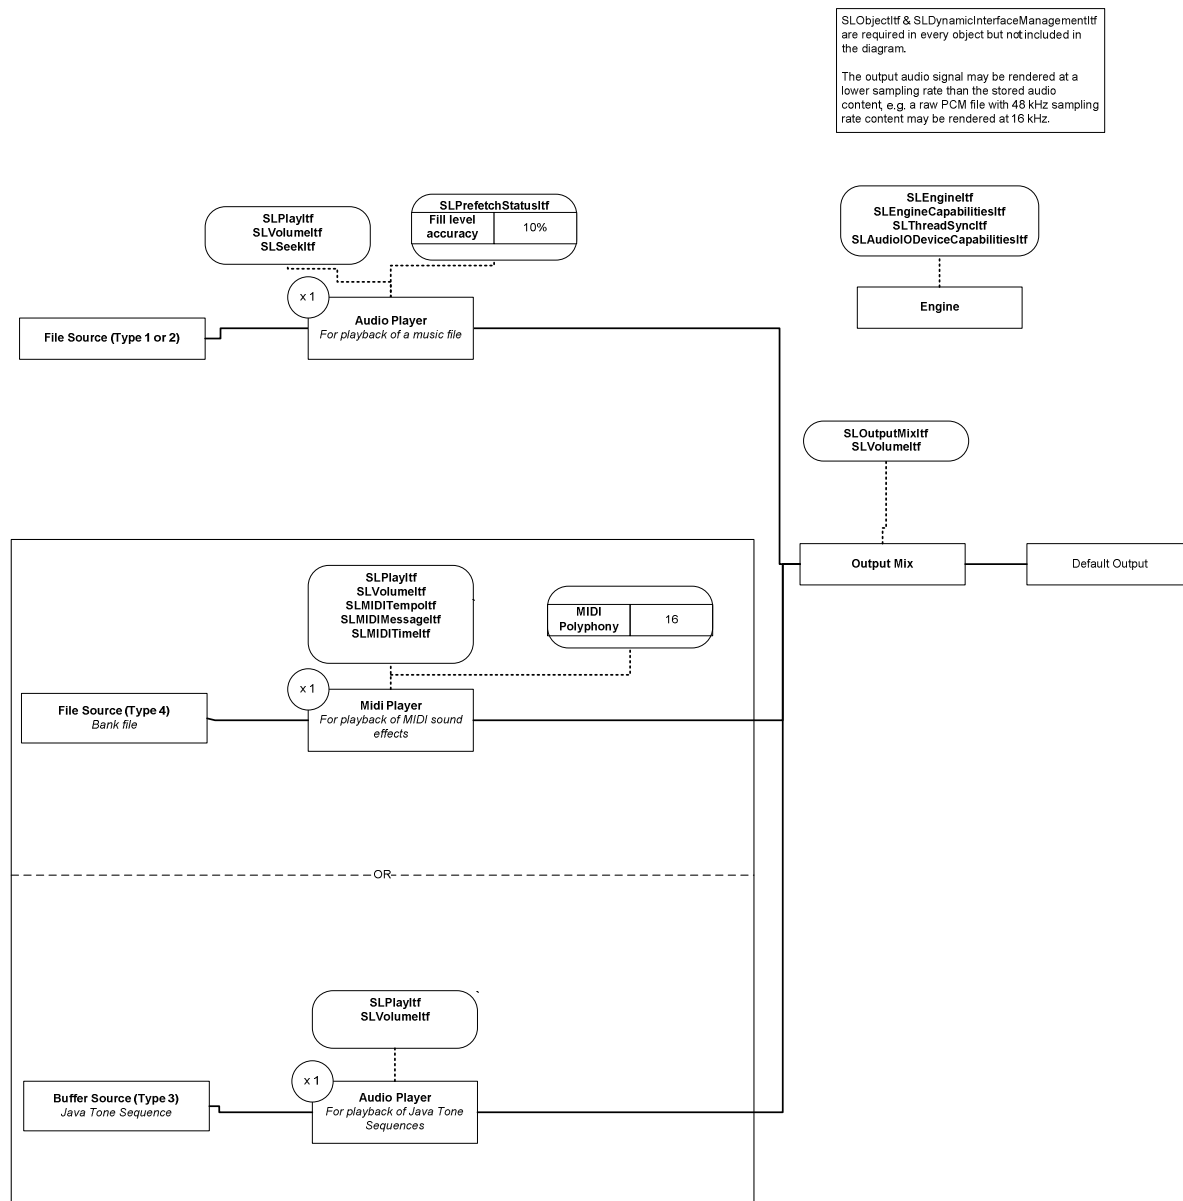 SLObjectItf & SLDynamicInterfaceManagementItf
are required in every object but not included in
the diagram.
The output audio signal may be rendered at a
lower sampling rate than the stored audio
content, e.g. a raw PCM file with 48 kHz sampling
rate content may be rendered at 16 kHz.
SLPlayItf
SLVolumeItf
SLSeekItf
SLPrefetchStatusItf
Fill level
accuracy
10%
SLEngineItf
SLEngineCapabilitiesItf
SLThreadSyncItf
SLAudioIODeviceCapabilitiesItf
x 1
Audio Player
For playback of a music file
Engine
File Source (Type 1 or 2)
SLOutputMixItf
SLVolumeItf
Output Mix
Default Output
SLPlayItf
SLVolumeItf
SLMIDITempoItf
SLMIDIMessageItf
SLMIDITimeItf
MIDI
Polyphony
16
x 1
Midi Player
For playback of MIDI sound
effects
File Source (Type 4)
Bank file
OR
SLPlayItf
SLVolumeItf
x 1
Audio Player
For playback of Java Tone
Sequences
Buffer Source (Type 3)
Java Tone Sequence